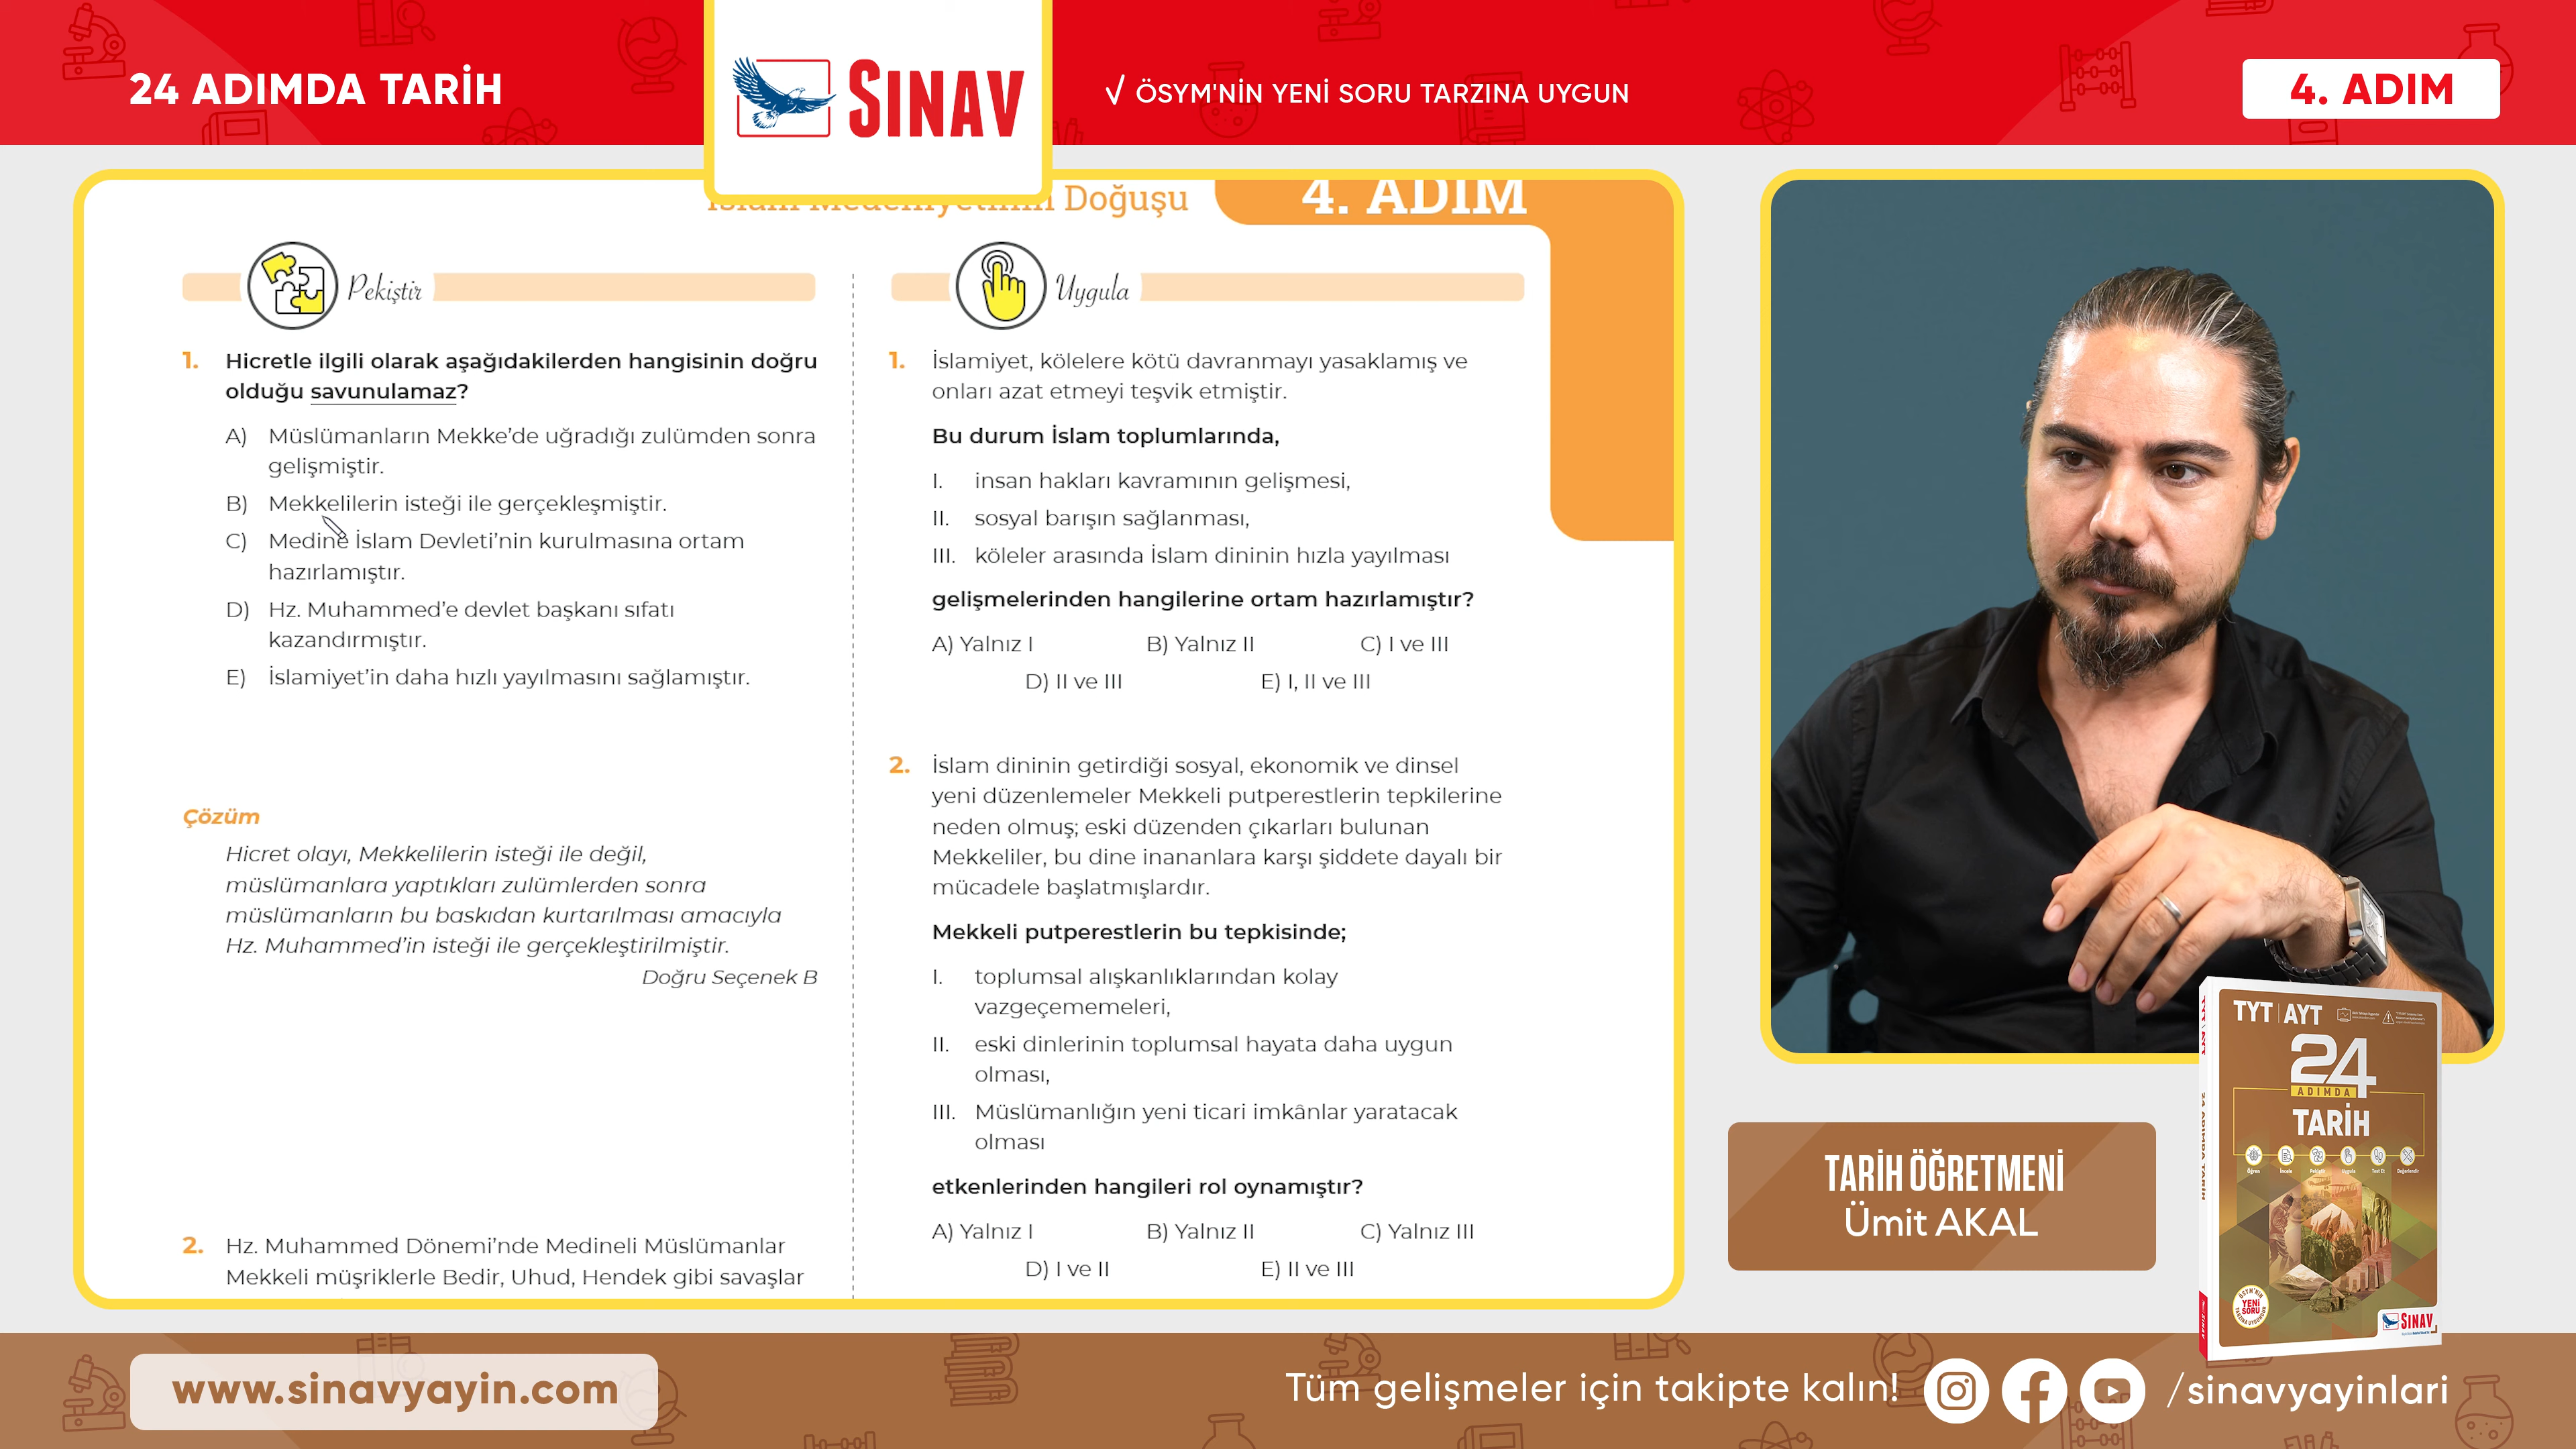 24 ADIMDA TARİH
SINAV
√ ÖSYM'NİN YENİ SORU TARZINA UYGUN
4. ADIM
Doğuşu
4. ADIM
Pekiştir
1. Hicretle ilgili olarak aşağıdakilerden hangisinin doğru
olduğu savunulamaz?
A) Müslümanların Mekke’de uğradığı zulümden sonra
gelişmiştir.
B) Mekkelilerin isteği ile gerçekleşmiştir.
C) Medine İslam Devleti’nin kurulmasına ortam
hazırlamıştır.
D) Hz. Muhammed’e devlet başkanı sıfatı
kazandırmıştır.
E) İslamiyet’in daha hızlı yayılmasını sağlamıştır.
Çözüm
Hicret olayı, Mekkelilerin isteği ile değil,
müslümanlara yaptıkları zulümlerden sonra
müslümanların bu baskıdan kurtarılması amacıyla
Hz. Muhammed’in isteği ile gerçekleştirilmiştir.
Doğru Seçenek B
2. Hz. Muhammed Dönemi’nde Medineli Müslümanlar
Mekkeli müşriklerle Bedir, Uhud, Hendek gibi savaşlar
Uygula
1. İslamiyet, kölelere kötü davranmayı yasaklamış ve
onları azat etmeyi teşvik etmiştir.
Bu durum İslam toplumlarında,
I. insan hakları kavramının gelişmesi,
II. sosyal barışın sağlanması,
III. köleler arasında İslam dininin hızla yayılması
gelişmelerinden hangilerine ortam hazırlamıştır?
A) Yalnız I B) Yalnız II C) I ve III
D) II ve III E) I, II ve III
2. İslam dininin getirdiği sosyal, ekonomik ve dinsel
yeni düzenlemeler Mekkeli putperestlerin tepkilerine
neden olmuş; eski düzenden çıkarları bulunan
Mekkeliler, bu dine inananlara karşı şiddete dayalı bir
mücadele başlatmışlardır.
Mekkeli putperestlerin bu tepkisinde;
I. toplumsal alışkanlıklarından kolay
vazgeçememeleri,
II. eski dinlerinin toplumsal hayata daha uygun
olması,
III. Müslümanlığın yeni ticari imkânlar yaratacak
olması
etkenlerinden hangileri rol oynamıştır?
A) Yalnız I B) Yalnız II C) Yalnız III
D) I ve II E) II ve III
TYT | AYT
24
ADIMDA
TARİH
YENİ
SORU
SINAV
TARİH ÖĞRETMENİ
Ümit AKAL
www.sinavyayin.com
Tüm gelişmeler için takipte kalın!
/sinavyayinlari